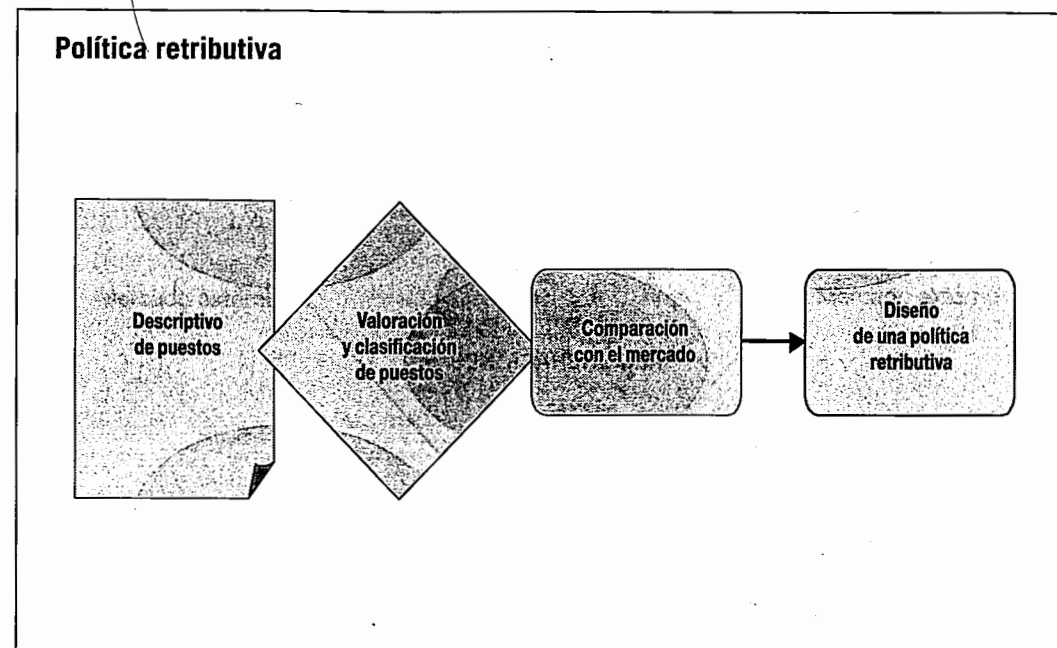 Política retributiva
Descriptivo
de puestos
Valoración
y clasificación
de puestos
Comparación
con el mercado
Diseño
de una política
retributiva